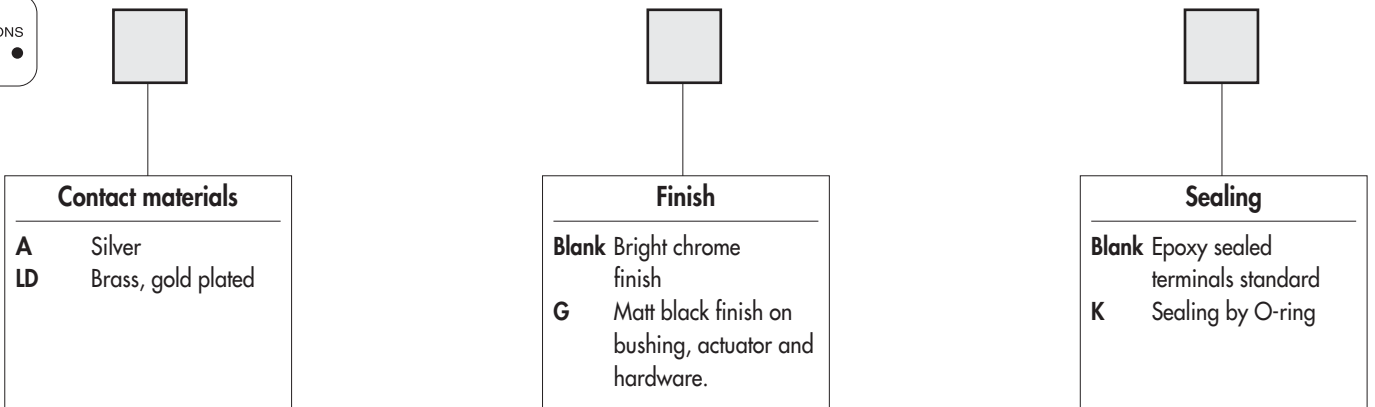 Contact materials
A Silver
LD Brass, gold plated
Finish
Blank Bright chrome
finish
G Matt black finish on
bushing, actuator and
hardware.
Sealing
Blank Epoxy sealed
terminals standard
K Sealing by O-ring